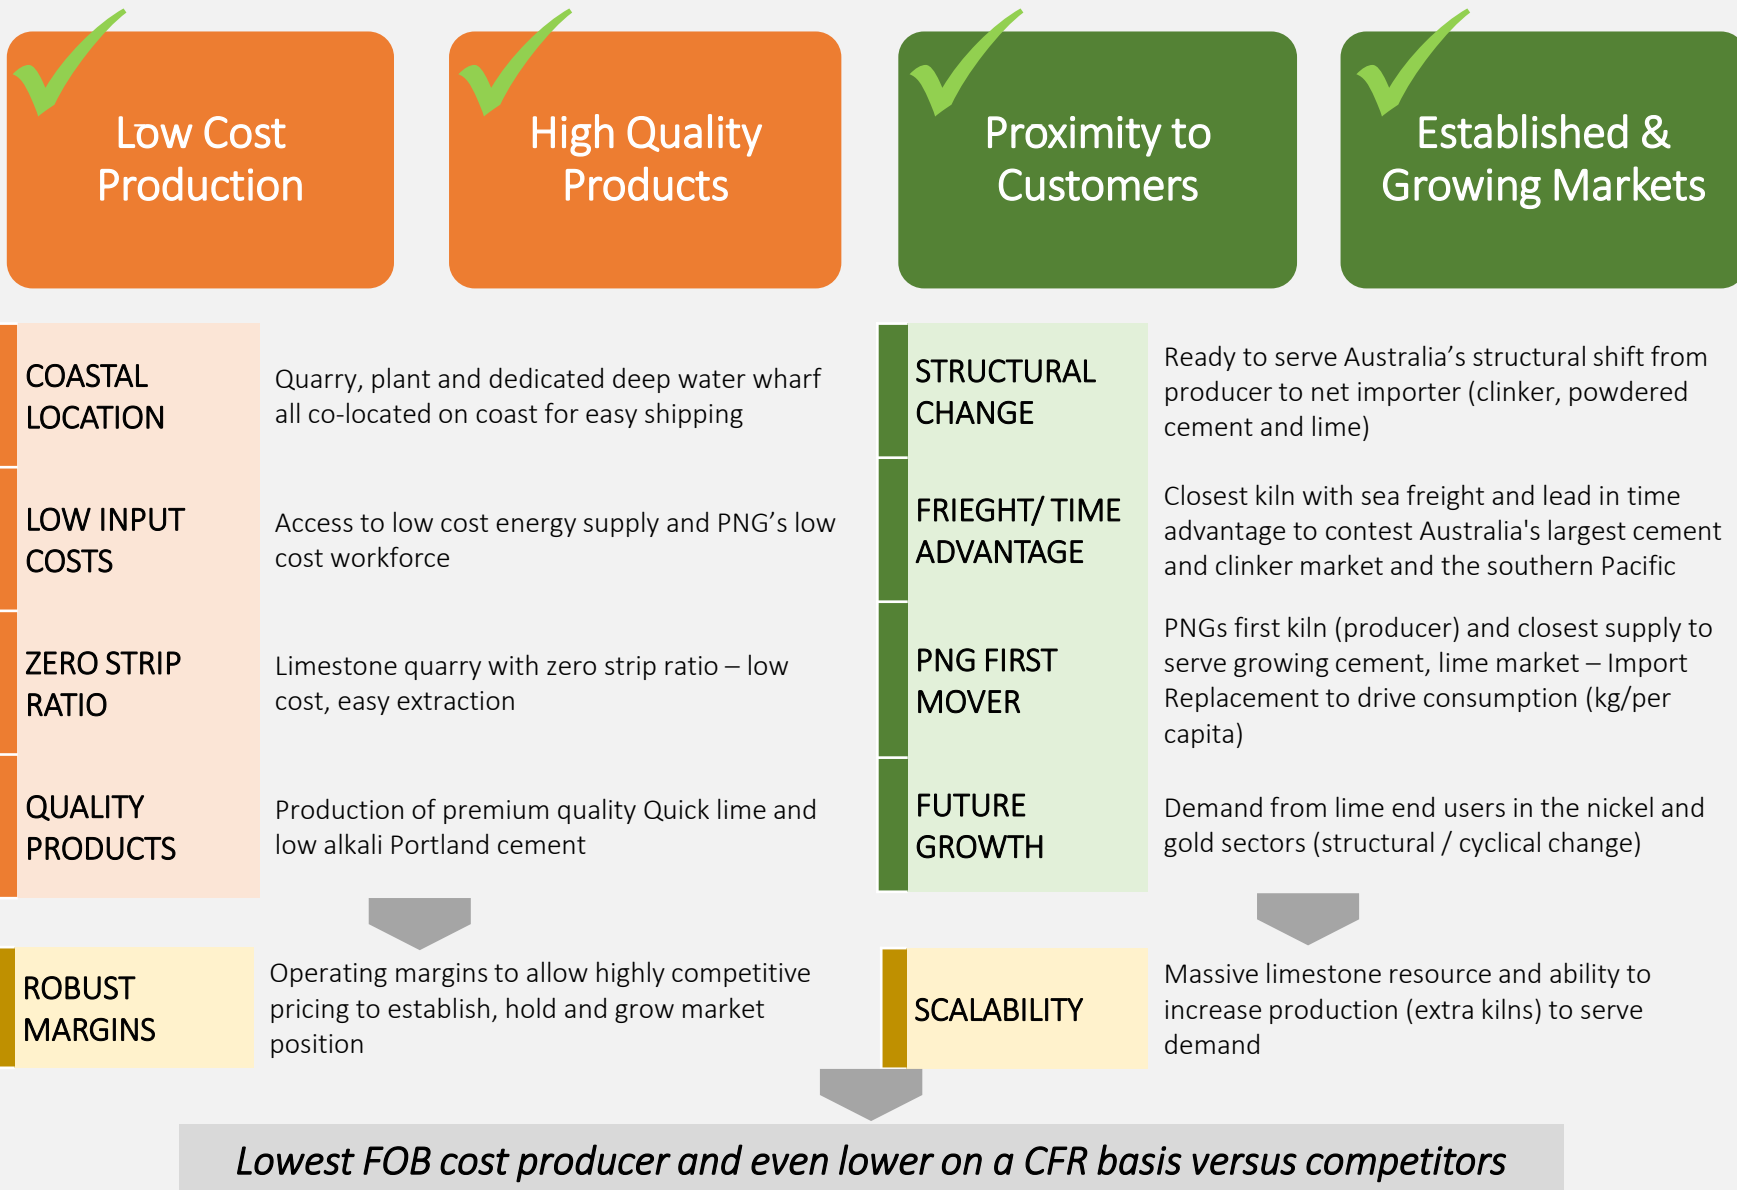 Low Cost
Production
High Quality
Products
Proximity to
Customers
Established &
Growing Markets
COASTAL
LOCATION
Quarry, plant and dedicated deep water wharf
all co-located on coast for easy shipping
LOW INPUT
COSTS
Access to low cost energy supply and PNG’s low
cost workforce
ZERO STRIP
RATIO
Limestone quarry with zero strip ratio – low
cost, easy extraction
QUALITY
PRODUCTS
Production of premium quality Quick lime and
low alkali Portland cement
ROBUST
MARGINS
Operating margins to allow highly competitive
pricing to establish, hold and grow market
position
STRUCTURAL
CHANGE
Ready to serve Australia’s structural shift from
producer to net importer (clinker, powdered
cement and lime)
FRIEGHT/ TIME
ADVANTAGE
Closest kiln with sea freight and lead in time
advantage to contest Australia's largest cement
and clinker market and the southern Pacific
PNG FIRST
MOVER
PNGs first kiln (producer) and closest supply to
serve growing cement, lime market – Import
Replacement to drive consumption (kg/per
capita)
FUTURE
GROWTH
Demand from lime end users in the nickel and
gold sectors (structural / cyclical change)
SCALABILITY
Massive limestone resource and ability to
increase production (extra kilns) to serve
demand
Lowest FOB cost producer and even lower on a CFR basis versus competitors